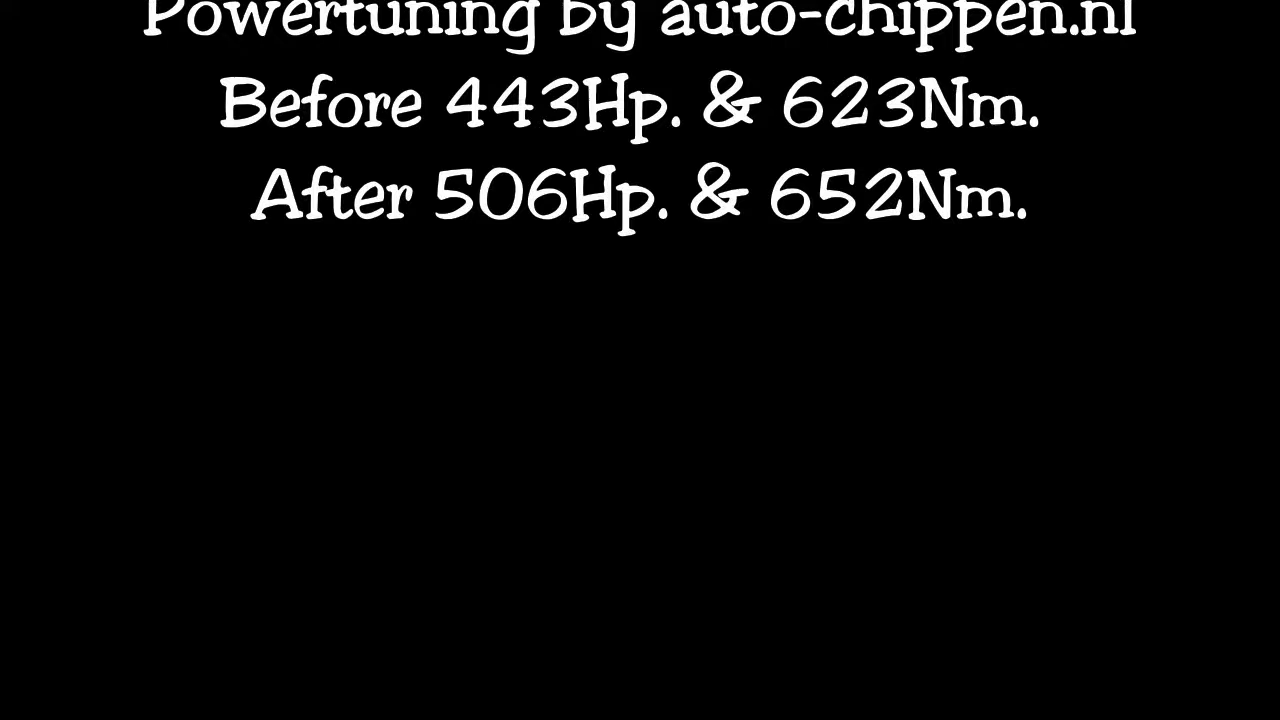 Powertuning by auto-chippen.nl
Before 443Hp. & 623Nm.
After 506Hp. & 652Nm.